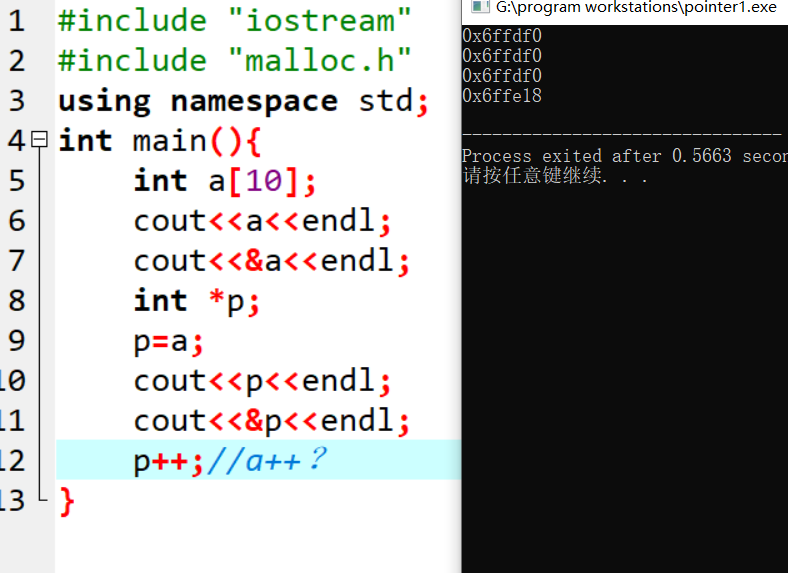 1 #include "iostream"
2 #include "malloc.h"
3 using namespace std;
4 int main(){
5 int a[10];
6 cout<<a<<endl;
7 cout<<&a<<endl;
8 int *p;
9 p=a;
10 cout<<p<<endl;
11 cout<<&p<<endl;
12 p++;//a++？
13 }
G:\program workstations\pointer1.exe
0x6ffdf0
0x6ffdf0
0x6ffdf0
0x6ffe18
--------------------------------
Process exited after 0.5663 secon
请按任意键继续. . .